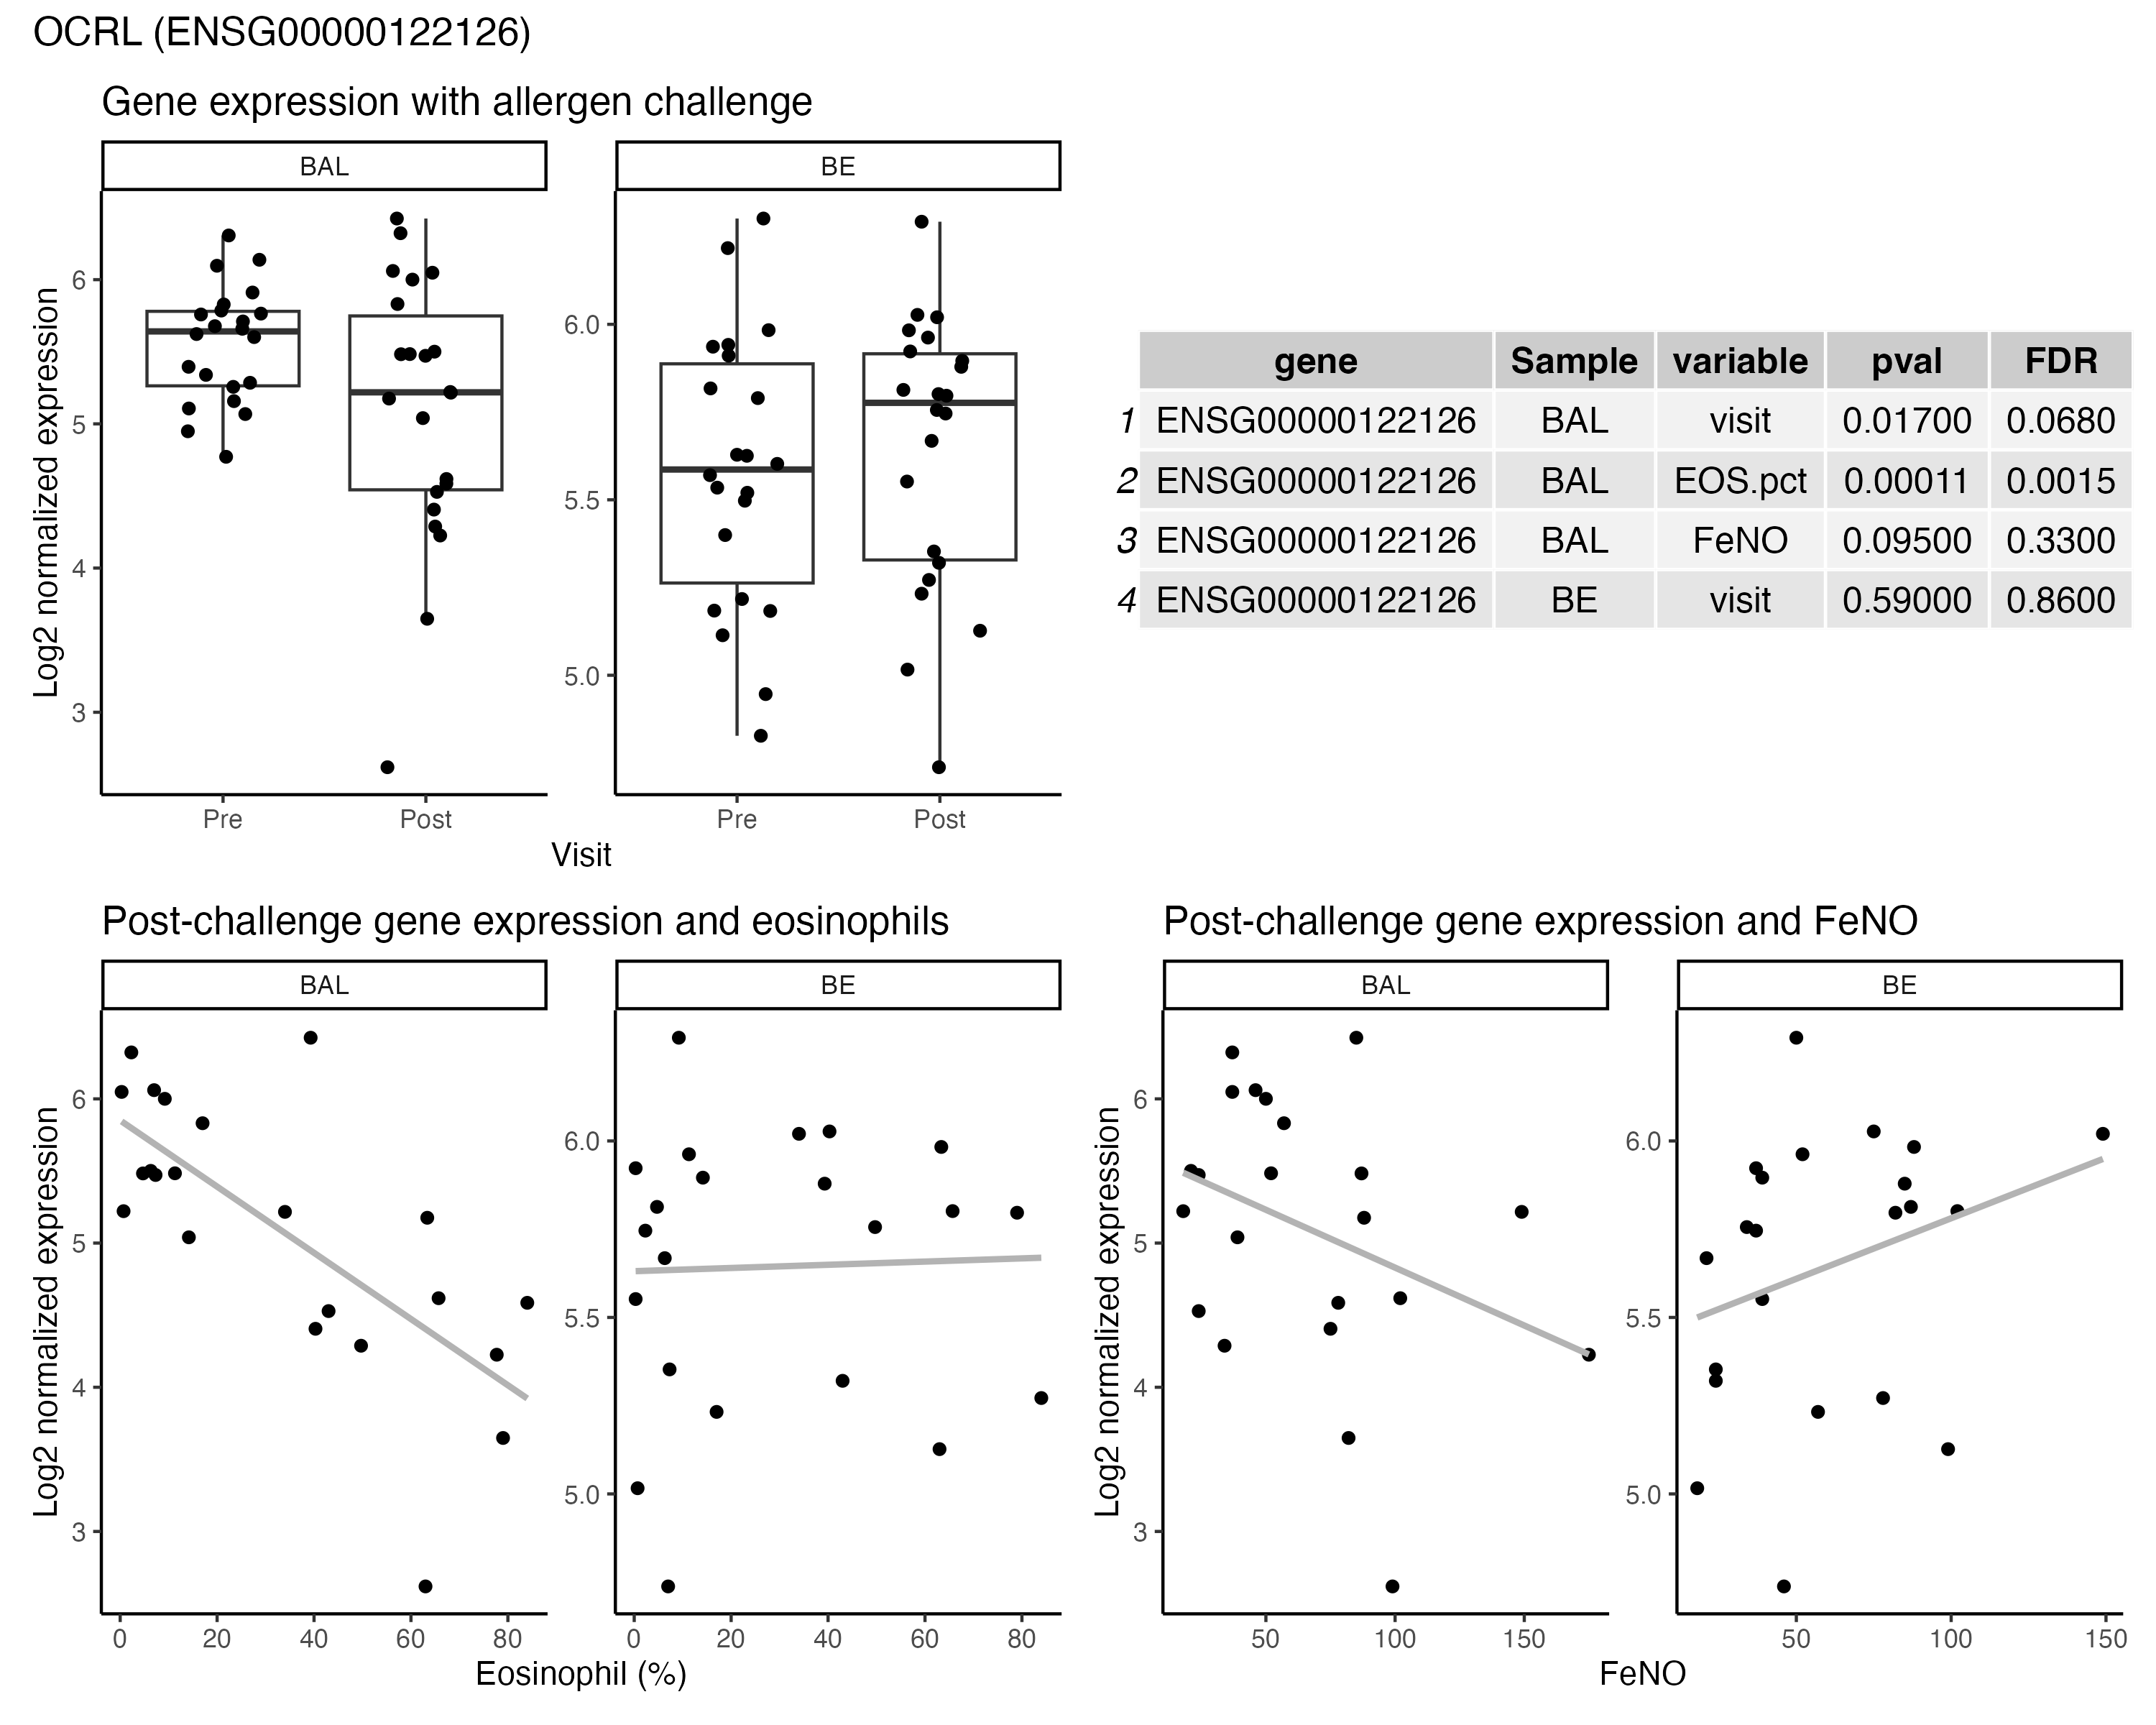 OCRL (ENSG00000122126)
Gene expression with allergen challenge
BAL
BE
Log2 normalized expression
6
5
4
3
6.0
5.5
5.0
Pre
Post
Pre
Post
Visit
gene Sample variable pval FDR
1 ENSG00000122126 BAL visit 0.01700 0.0680
2 ENSG00000122126 BAL EOS.pct 0.00011 0.0015
3 ENSG00000122126 BAL FeNO 0.09500 0.3300
4 ENSG00000122126 BE visit 0.59000 0.8600
Post-challenge gene expression and eosinophils
BAL
BE
Log2 normalized expression
6
5
4
3
6.0
5.5
5.0
0 20 40 60 80
0 20 40 60 80
Eosinophil (%)
Post-challenge gene expression and FeNO
BAL
BE
Log2 normalized expression
6
5
4
3
6.0
5.5
5.0
50 100 150
50 100 150
FeNO